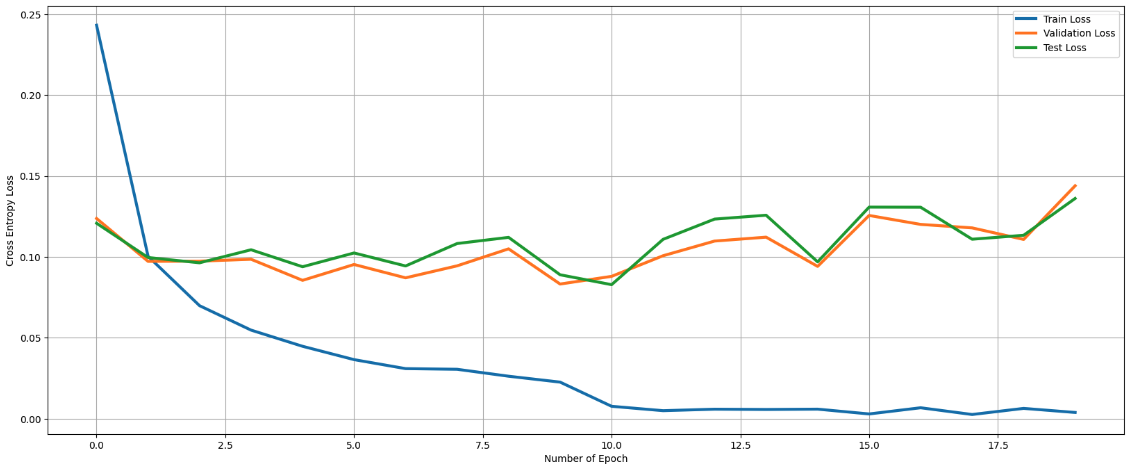 0.25
0.20
0.15
0.10
0.05
0.00
Cross Entropy Loss
Train Loss
Validation Loss
Test Loss
0.0 2.5 5.0 7.5 10.0 12.5 15.0 17.5
Number of Epoch